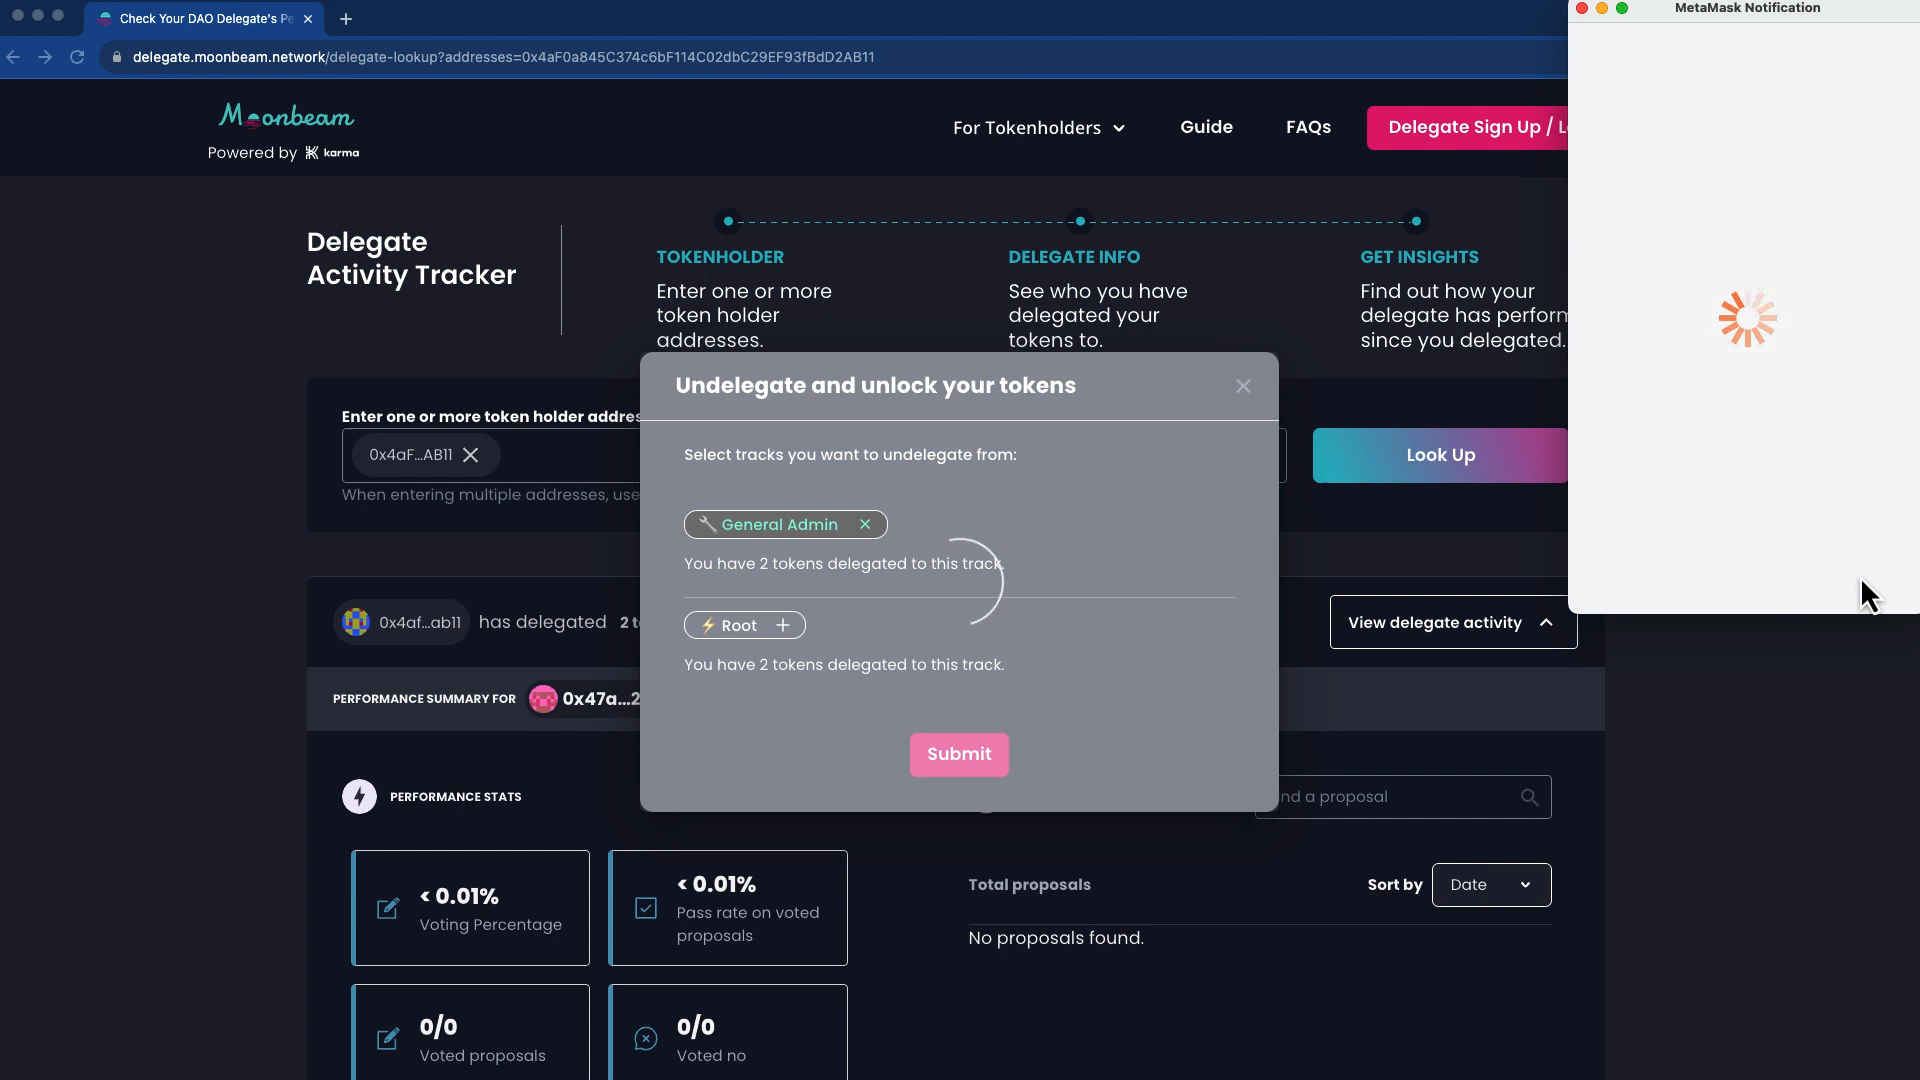 Check Your DAO Delegate's Pe
MetaMask Notification
delegate.moonbeam.network/delegate-lookup?addresses=0x4aF0a845C374c6bF114C02dbC29EF93fBdD2AB11
Moonbeam
Powered by karma
For Tokenholders
Guide
FAQs
Delegate Sign Up / L
Delegate
Activity Tracker
TOKENHOLDER
Enter one or more
token holder
addresses.
DELEGATE INFO
See who you have
delegated your
tokens to.
GET INSIGHTS
Find out how your
delegate has perform
since you delegated.
Enter one or more token holder addres
0x4aF...AB11
When entering multiple addresses, use
Look Up
Undelegate and unlock your tokens
Select tracks you want to undelegate from:
General Admin
You have 2 tokens delegated to this track.
Root
You have 2 tokens delegated to this track.
Submit
0x4af...ab11 has delegated 2 t
View delegate activity
PERFORMANCE SUMMARY FOR 0x47a...2
PERFORMANCE STATS
nd a proposal
< 0.01%
Voting Percentage
< 0.01%
Pass rate on voted
proposals
Total proposals
Sort by
Date
No proposals found.
0/0
Voted proposals
0/0
Voted no